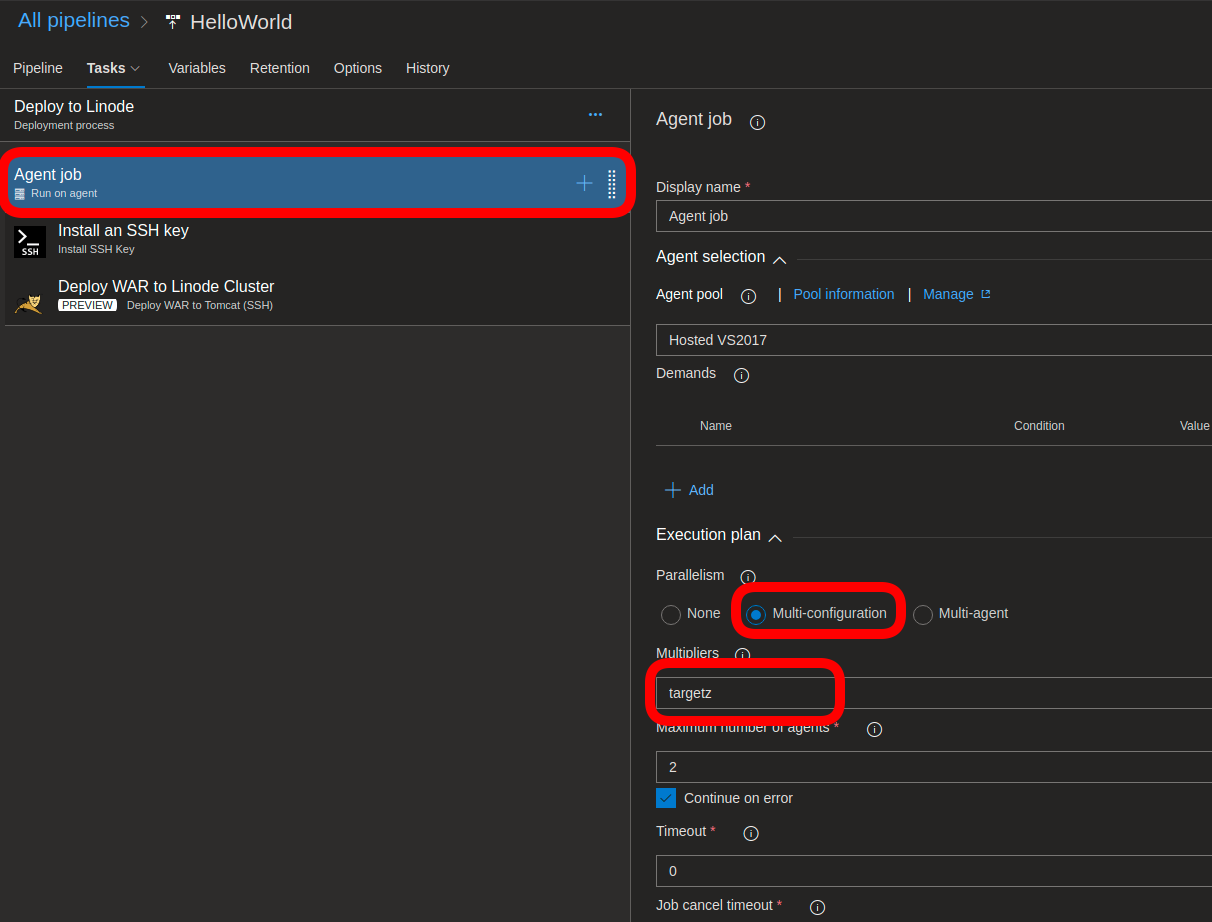 All pipelines > HelloWorld
Pipeline Tasks Variables Retention Options History
Deploy to Linode
Deployment process
...
Agent job
Run on agent
SSH
Install an SSH key
Install SSH Key
Deploy WAR to Linode Cluster
PREVIEW Deploy WAR to Tomcat (SSH)
Agent job
Display name *
Agent job
Agent selection
Agent pool | Pool information | Manage
Hosted VS2017
Demands
Name Condition Value
+ Add
Execution plan
Parallelism
None Multi-configuration Multi-agent
Multipliers
targetz
Maximum number of agents *
2
Continue on error
Timeout *
0
Job cancel timeout *